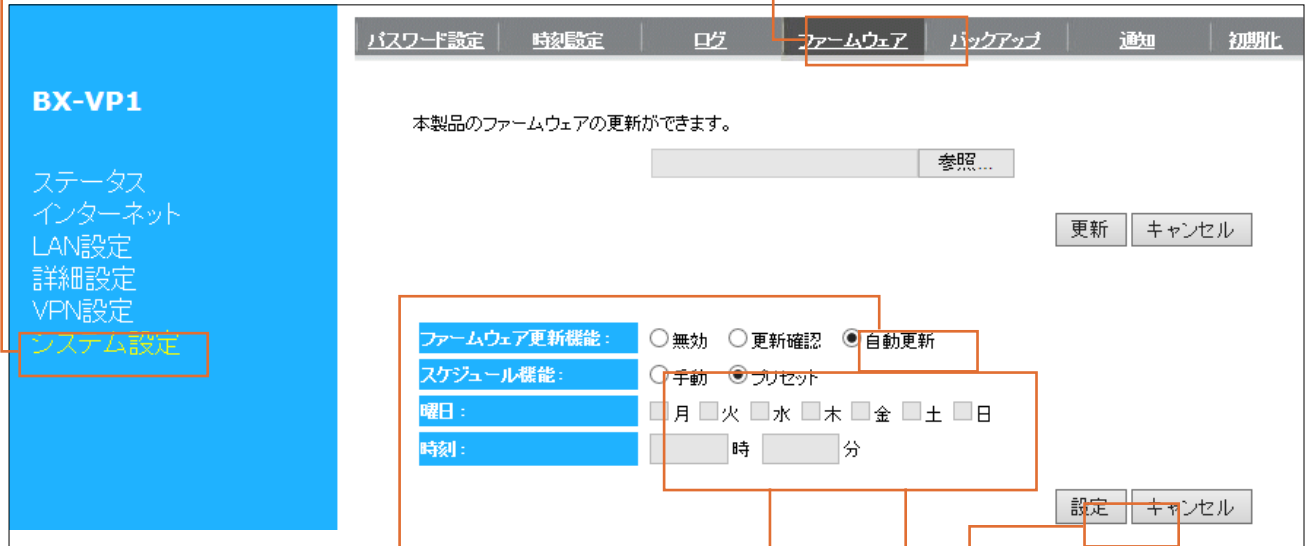 パスワード設定 時刻設定 ログ ファームウェア バックアップ 通知 初期化
BX-VP1
ステータス
インターネット
LAN設定
詳細設定
VPN設定
システム設定
本製品のファームウェアの更新ができます。
参照...
更新 キャンセル
ファームウェア更新機能： 無効 更新確認 自動更新
スケジュール機能： 手動 プリセット
曜日： 月 火 水 木 金 土 日
時刻： 時 分
設定 キャンセル